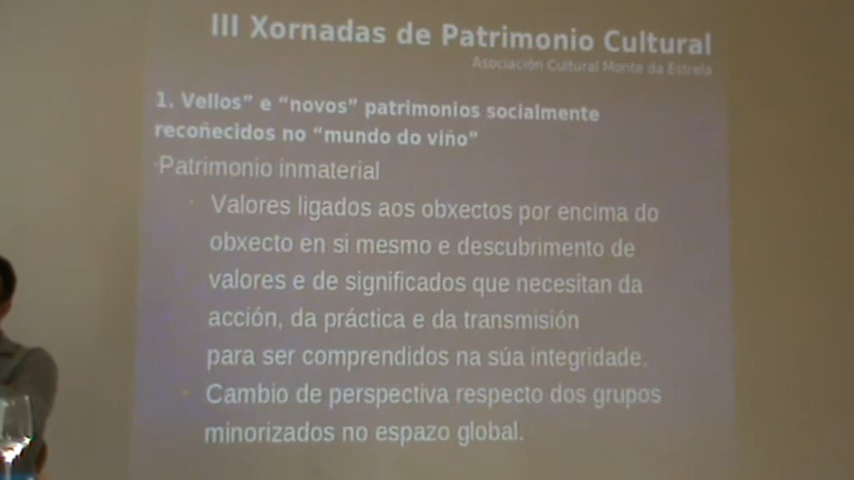 III Xornadas de Patrimonio Cultural
Asociación Cultural Monte da Estrela
1. Vellos” e “novos” patrimonios socialmente
recoñecidos no “mundo do viño”
Patrimonio inmaterial
Valores ligados aos obxectos por encima do
obxecto en sí mesmo e descubrimento de
valores e de significados que necesitan da
acción, da práctica e da transmisión
para ser comprendidos na súa integridade.
Cambio de perspectiva respecto dos grupos
minorizados no espazo global.